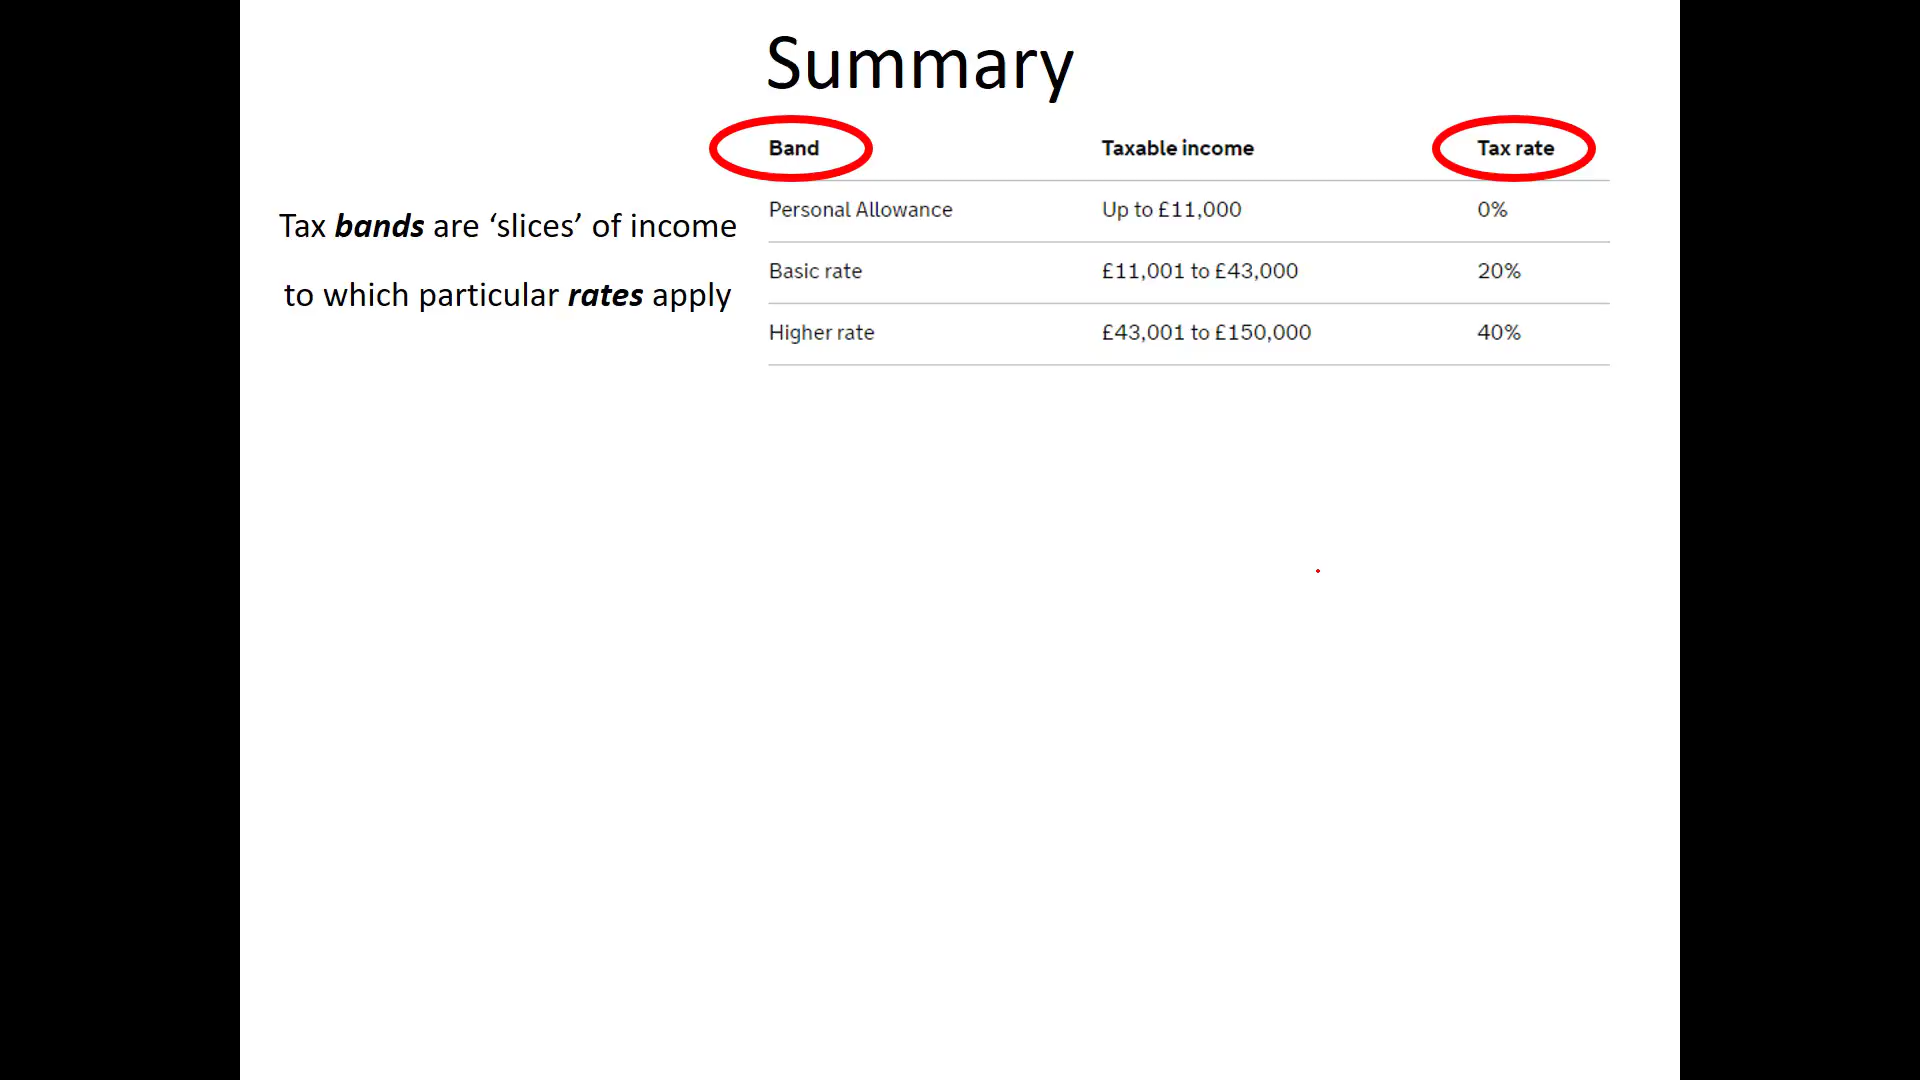 Summary
Tax bands are ‘slices’ of income
to which particular rates apply
Band Taxable income Tax rate
Personal Allowance Up to £11,000 0%
Basic rate £11,001 to £43,000 20%
Higher rate £43,001 to £150,000 40%